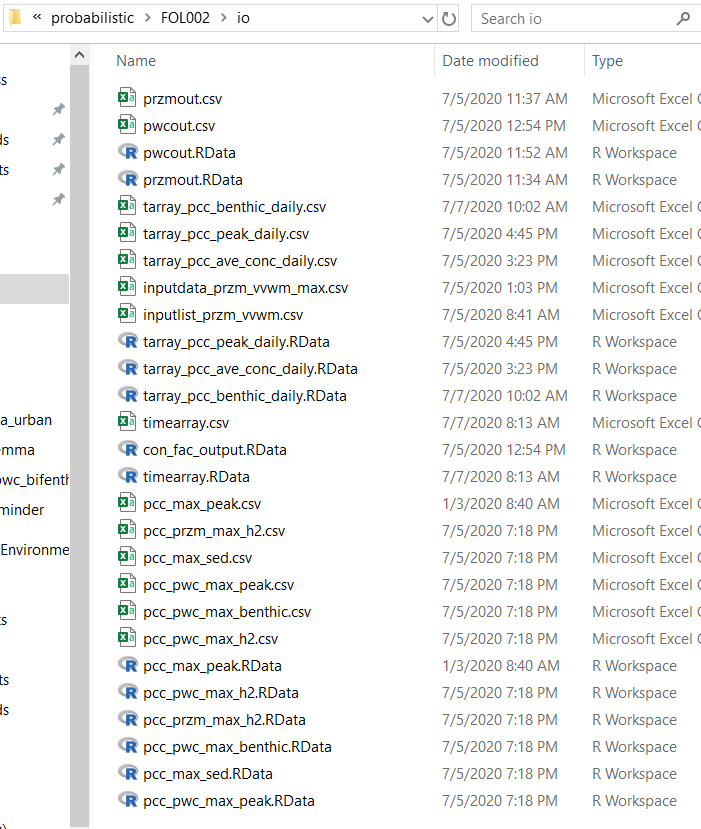 « probabilistic > FOL002 > io
Search io
Name Date modified Type
przmout.csv 7/5/2020 11:37 AM Microsoft Excel C
pwcout.csv 7/5/2020 12:54 PM Microsoft Excel C
pwcout.RData 7/5/2020 11:52 AM R Workspace
przmout.RData 7/5/2020 11:34 AM R Workspace
tarray_pcc_benthic_daily.csv 7/7/2020 10:02 AM Microsoft Excel C
tarray_pcc_peak_daily.csv 7/5/2020 4:45 PM Microsoft Excel C
tarray_pcc_ave_conc_daily.csv 7/5/2020 3:23 PM Microsoft Excel C
inputdata_przm_vvwm_max.csv 7/5/2020 1:03 PM Microsoft Excel C
inputlist_przm_vvwm.csv 7/5/2020 8:41 AM Microsoft Excel C
tarray_pcc_peak_daily.RData 7/5/2020 4:45 PM R Workspace
tarray_pcc_ave_conc_daily.RData 7/5/2020 3:23 PM R Workspace
tarray_pcc_benthic_daily.RData 7/7/2020 10:02 AM R Workspace
timearray.csv 7/7/2020 8:13 AM Microsoft Excel C
con_fac_output.RData 7/5/2020 12:54 PM R Workspace
timearray.RData 7/7/2020 8:13 AM R Workspace
pcc_max_peak.csv 1/3/2020 8:40 AM Microsoft Excel C
pcc_przm_max_h2.csv 7/5/2020 7:18 PM Microsoft Excel C
pcc_max_sed.csv 7/5/2020 7:18 PM Microsoft Excel C
pcc_pwc_max_peak.csv 7/5/2020 7:18 PM Microsoft Excel C
pcc_pwc_max_benthic.csv 7/5/2020 7:18 PM Microsoft Excel C
pcc_pwc_max_h2.csv 7/5/2020 7:18 PM Microsoft Excel C
pcc_max_peak.RData 1/3/2020 8:40 AM R Workspace
pcc_pwc_max_h2.RData 7/5/2020 7:18 PM R Workspace
pcc_przm_max_h2.RData 7/5/2020 7:18 PM R Workspace
pcc_pwc_max_benthic.RData 7/5/2020 7:18 PM R Workspace
pcc_max_sed.RData 7/5/2020 7:18 PM R Workspace
pcc_pwc_max_peak.RData 7/5/2020 7:18 PM R Workspace
ss
ds
ts
a_urban
emma
pwc_bifenth
minder
Environme
ts
ts
ds